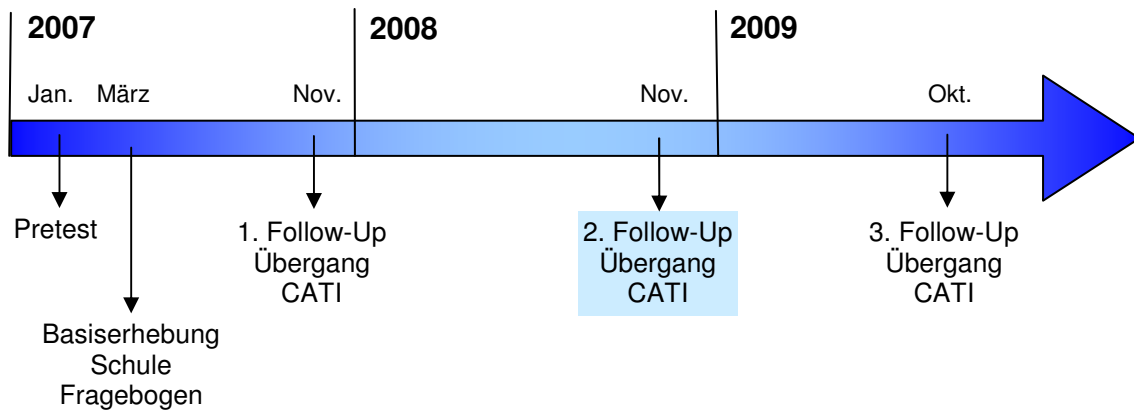 2007
2008
2009
Jan.
März
Nov.
Nov.
Okt.
Pretest
1. Follow-Up
Übergang
CATI
2. Follow-Up
Übergang
CATI
3. Follow-Up
Übergang
CATI
Basiserhebung
Schule
Fragebogen